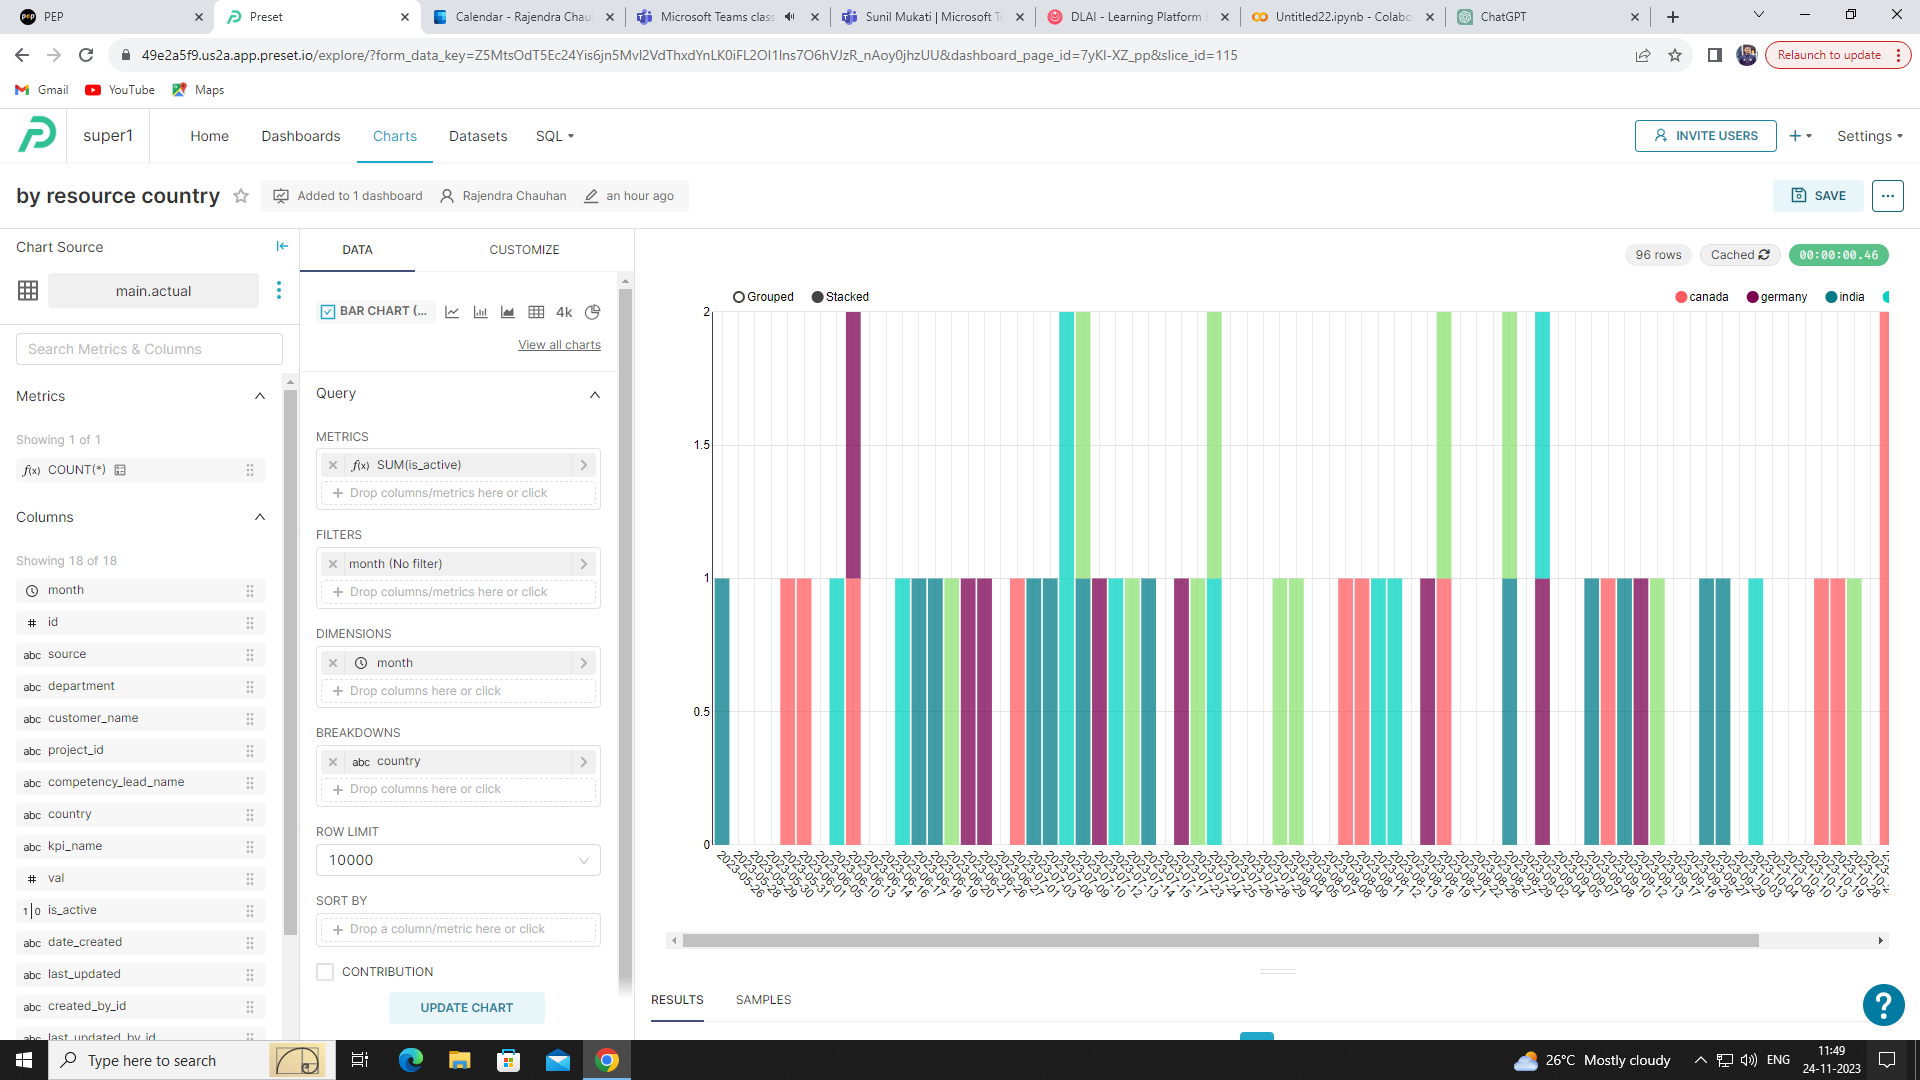 PEP
Preset
Calendar - Rajendra Chau
Microsoft Teams class
Sunil Mukati | Microsoft Te
DLAI - Learning Platform
Untitled22.ipynb - Colabo
ChatGPT
49e2a5f9.us2a.app.preset.io/explore/?form_data_key=Z5MtsOdT5Ec24Yis6jn5Mvl2VdThxdYnLK0iFL2OI1Ins7O6hVJzR_nAoy0jhzUU&dashboard_page_id=7yKI-XZ_pp&slice_id=115
Relaunch to update
Gmail
YouTube
Maps
super1
Home
Dashboards
Charts
Datasets
SQL
INVITE USERS
Settings
by resource country
Added to 1 dashboard
Rajendra Chauhan
an hour ago
SAVE
Chart Source
main.actual
Search Metrics & Columns
Metrics
Showing 1 of 1
f(x) COUNT(*)
Columns
Showing 18 of 18
month
# id
abc source
abc department
abc customer_name
abc project_id
abc competency_lead_name
abc country
abc kpi_name
# val
1|0 is_active
abc date_created
abc last_updated
abc created_by_id
abc last_updated_by_id
DATA
CUSTOMIZE
BAR CHART (...
4k
View all charts
Query
METRICS
f(x) SUM(is_active)
+ Drop columns/metrics here or click
FILTERS
month (No filter)
+ Drop columns/metrics here or click
DIMENSIONS
month
+ Drop columns here or click
BREAKDOWNS
abc country
+ Drop columns here or click
ROW LIMIT
10000
SORT BY
+ Drop a column/metric here or click
CONTRIBUTION
UPDATE CHART
96 rows
Cached
00:00:00.46
Grouped
Stacked
canada
germany
india
2
1.5
1
0.5
0
RESULTS
SAMPLES
?
Type here to search
26°C Mostly cloudy
ENG
11:49
24-11-2023